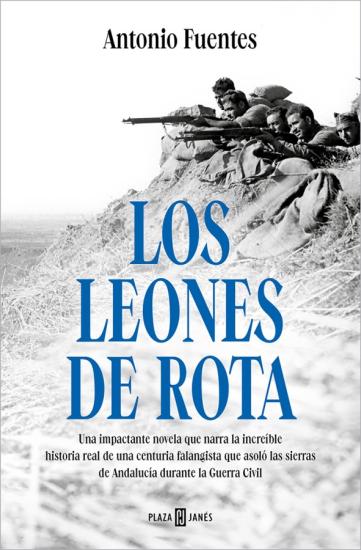 Antonio Fuentes
LOS
LEONES
DE ROTA
Una impactante novela que narra la increíble
historia real de una centuria falangista que asoló las sierras
de Andalucía durante la Guerra Civil
PLAZA JANÉS